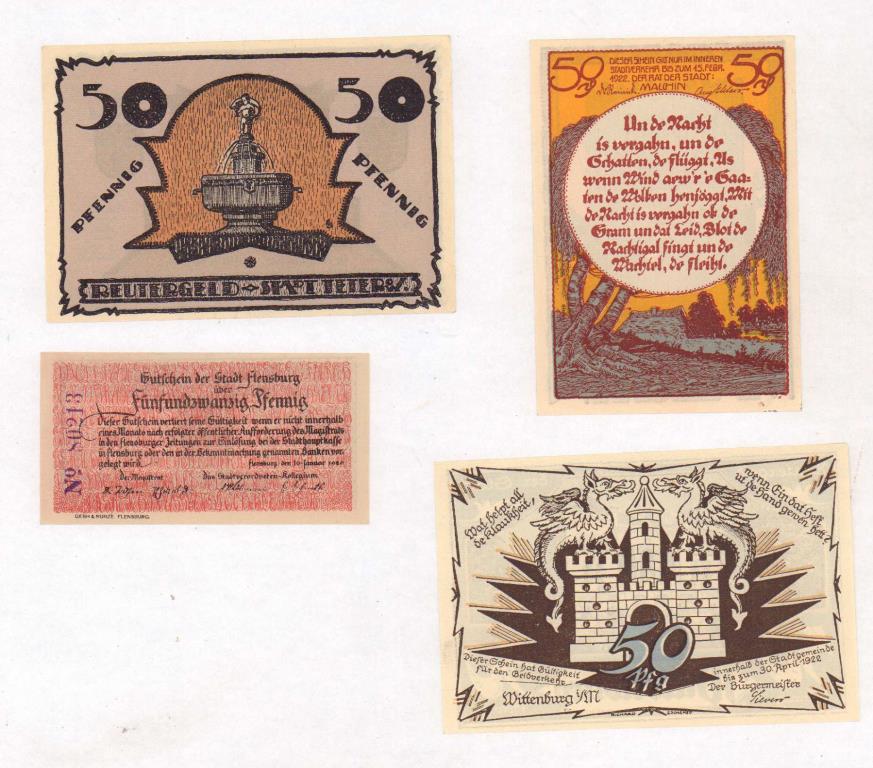 50
50
PFENNIG
PFENNIG
REUTERGELD
50
50
DIESER SCHEIN GILT NUR IM INNEREN
STADTVERKEHR BIS ZUM 15. FEBR.
1922. DER RAT DER STADT:
MALCHIN
Un de Nacht
is vergahn, un de
Schatten, de flüggt, As
wenn Wind aew'r'e Saa-
ten de Wolken henjöggt, Mit
de Nacht is vergahn ok de
Gram un dat Leid, Blot de
Nachtigal singt un de
Wachtel, de fleiht.
Gutschein der Stadt Flensburg
über
Fünfundzwanzig Pfennig
Dieser Gutschein verliert seine Gültigkeit wenn er nicht innerhalb
eines Monats nach erfolgter öffentlicher Aufforderung des Magistrats
in den Flensburger Zeitungen zur Einlösung bei der Stadthauptkasse
in Flensburg oder den in der Bekanntmachung genannten Banken vor-
gelegt wird.
Flensburg, den 10. Januar 1920
Der Magistrat
Das Stadtverordneten-Kollegium
No 80213
FLENSBURG
Wat helpt all
de Klaukheit,
wenn Ein dat Heft
ut de Hand gewen hett?
50
Pfg
Dieser Schein hat Gültigkeit
für den Geldverkehr
innerhalb der Stadtgemeinde
bis zum 30. April 1922
Der Bürgermeister
Wittenburg i/M